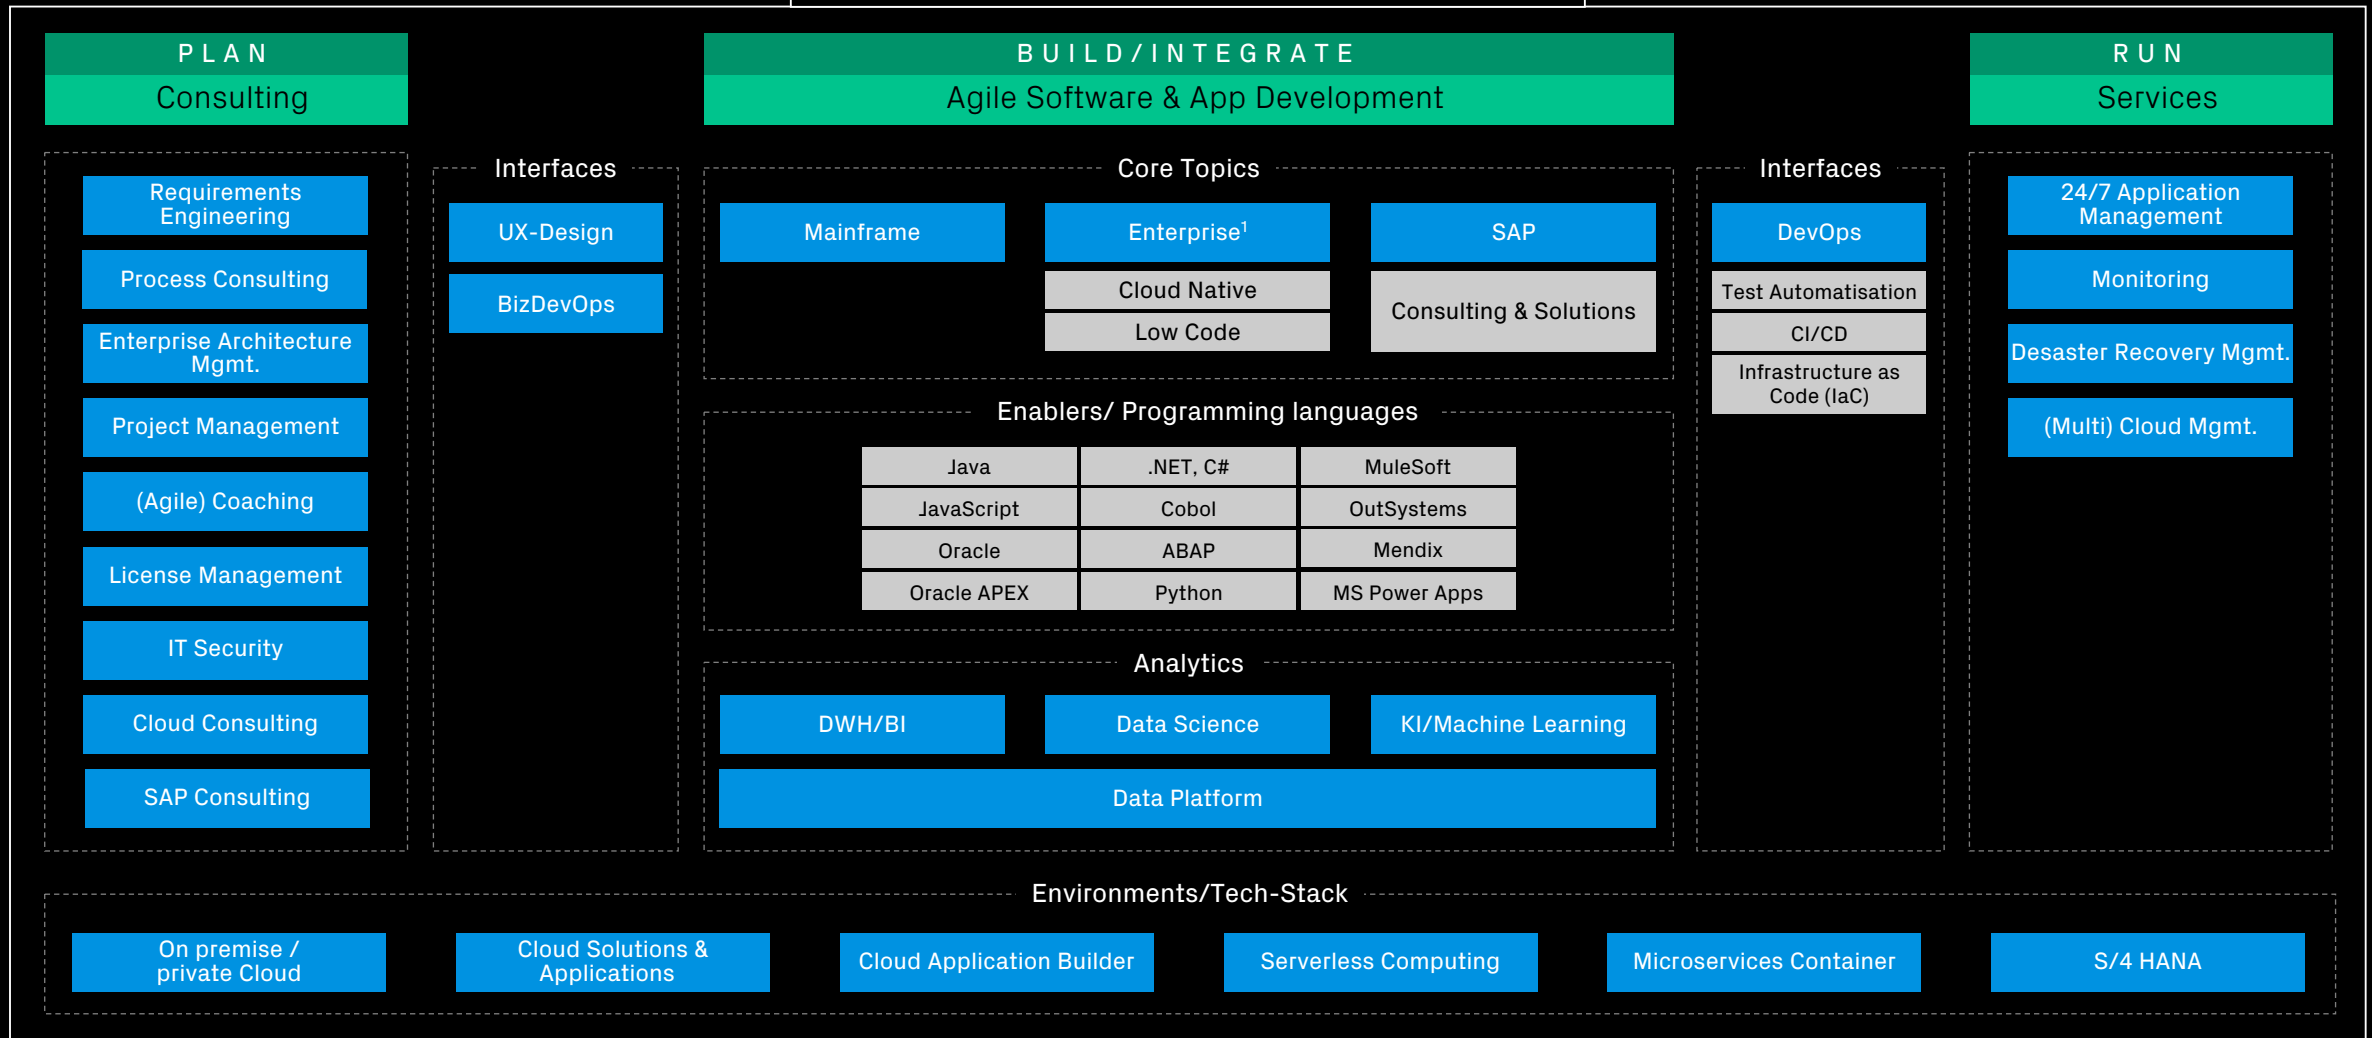 PLAN
Consulting
Requirements
Engineering
Process Consulting
Enterprise Architecture
Mgmt.
Project Management
(Agile) Coaching
License Management
IT Security
Cloud Consulting
SAP Consulting
Interfaces
UX-Design
BizDevOps
BUILD/INTEGRATE
Agile Software & App Development
Core Topics
Mainframe
Enterprise¹
Cloud Native
Low Code
SAP
Consulting & Solutions
Enablers/ Programming languages
Java
.NET, C#
MuleSoft
JavaScript
Cobol
OutSystems
Oracle
ABAP
Mendix
Oracle APEX
Python
MS Power Apps
Analytics
DWH/BI
Data Science
KI/Machine Learning
Data Platform
Interfaces
DevOps
Test Automatisation
CI/CD
Infrastructure as
Code (IaC)
RUN
Services
24/7 Application
Management
Monitoring
Desaster Recovery Mgmt.
(Multi) Cloud Mgmt.
Environments/Tech-Stack
On premise /
private Cloud
Cloud Solutions &
Applications
Cloud Application Builder
Serverless Computing
Microservices Container
S/4 HANA